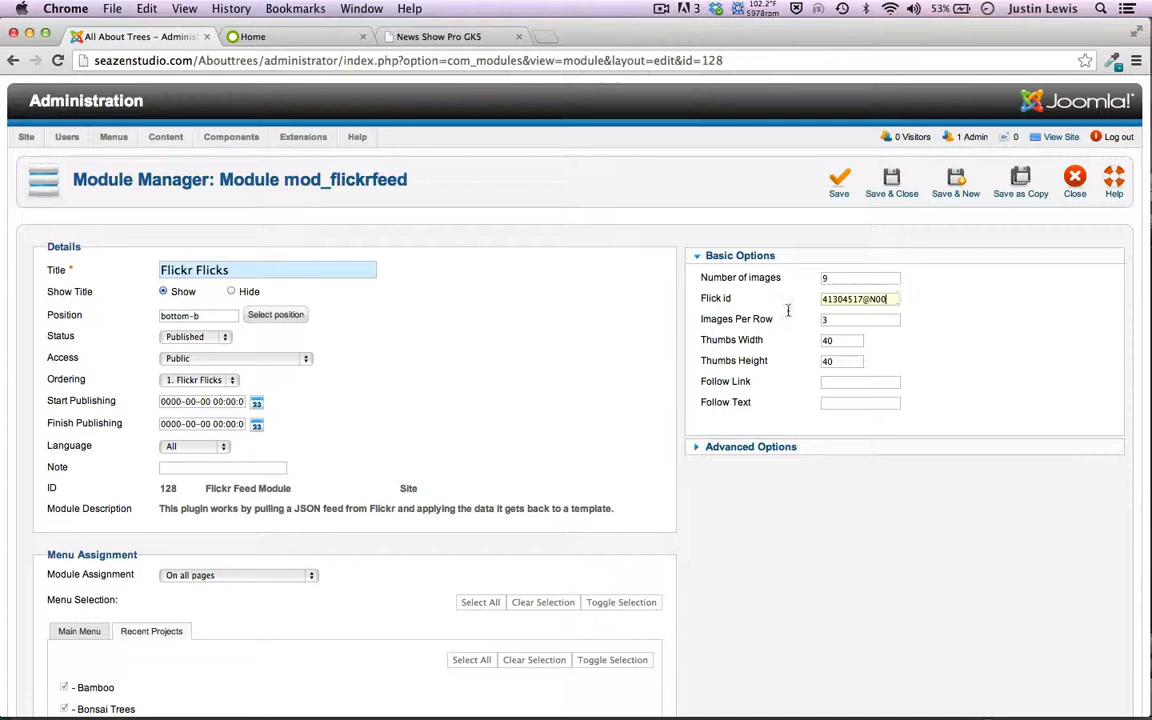 Chrome File Edit View History Bookmarks Window Help 3 102.2°F 5978rpm 53% Justin Lewis
All About Trees – Adminis × Home × News Show Pro GK5 ×
seazenstudio.com/Abouttrees/administrator/index.php?option=com_modules&view=module&layout=edit&id=128
Administration Joomla!
Site Users Menus Content Components Extensions Help 0 Visitors 1 Admin 0 View Site Log out
Module Manager: Module mod_flickrfeed
Save Save & Close Save & New Save as Copy Close Help
Details
Title * Flickr Flicks
Show Title Show Hide
Position bottom-b Select position
Status Published
Access Public
Ordering 1. Flickr Flicks
Start Publishing 0000-00-00 00:00:0 23
Finish Publishing 0000-00-00 00:00:0 23
Language All
Note
ID 128 Flickr Feed Module Site
Module Description This plugin works by pulling a JSON feed from Flickr and applying the data it gets back to a template.
Basic Options
Number of images 9
Flick id 41304517@N00
Images Per Row 3
Thumbs Width 40
Thumbs Height 40
Follow Link
Follow Text
Advanced Options
Menu Assignment
Module Assignment On all pages
Menu Selection: Select All Clear Selection Toggle Selection
Main Menu Recent Projects
Select All Clear Selection Toggle Selection
- Bamboo
- Bonsai Trees